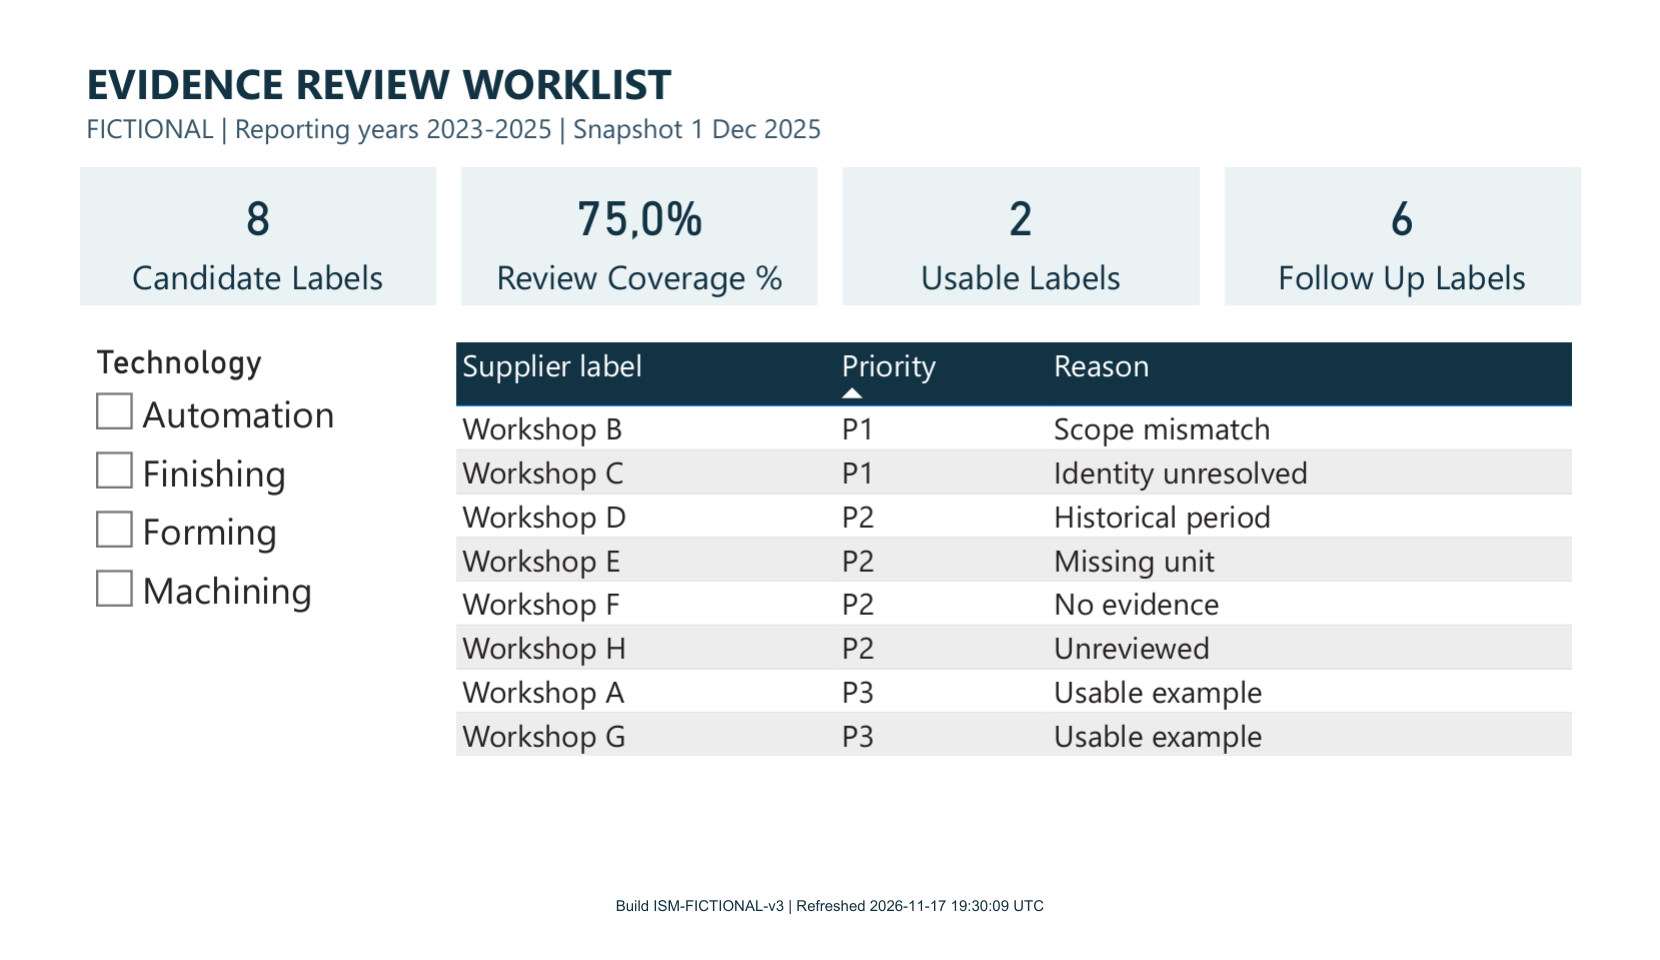 EVIDENCE REVIEW WORKLIST
FICTIONAL | Reporting years 2023-2025 | Snapshot 1 Dec 2025
8
Candidate Labels
75,0%
Review Coverage %
2
Usable Labels
6
Follow Up Labels
Technology
Automation
Finishing
Forming
Machining
Supplier label Priority Reason
Workshop B P1 Scope mismatch
Workshop C P1 Identity unresolved
Workshop D P2 Historical period
Workshop E P2 Missing unit
Workshop F P2 No evidence
Workshop H P2 Unreviewed
Workshop A P3 Usable example
Workshop G P3 Usable example
Build ISM-FICTIONAL-v3 | Refreshed 2026-11-17 19:30:09 UTC